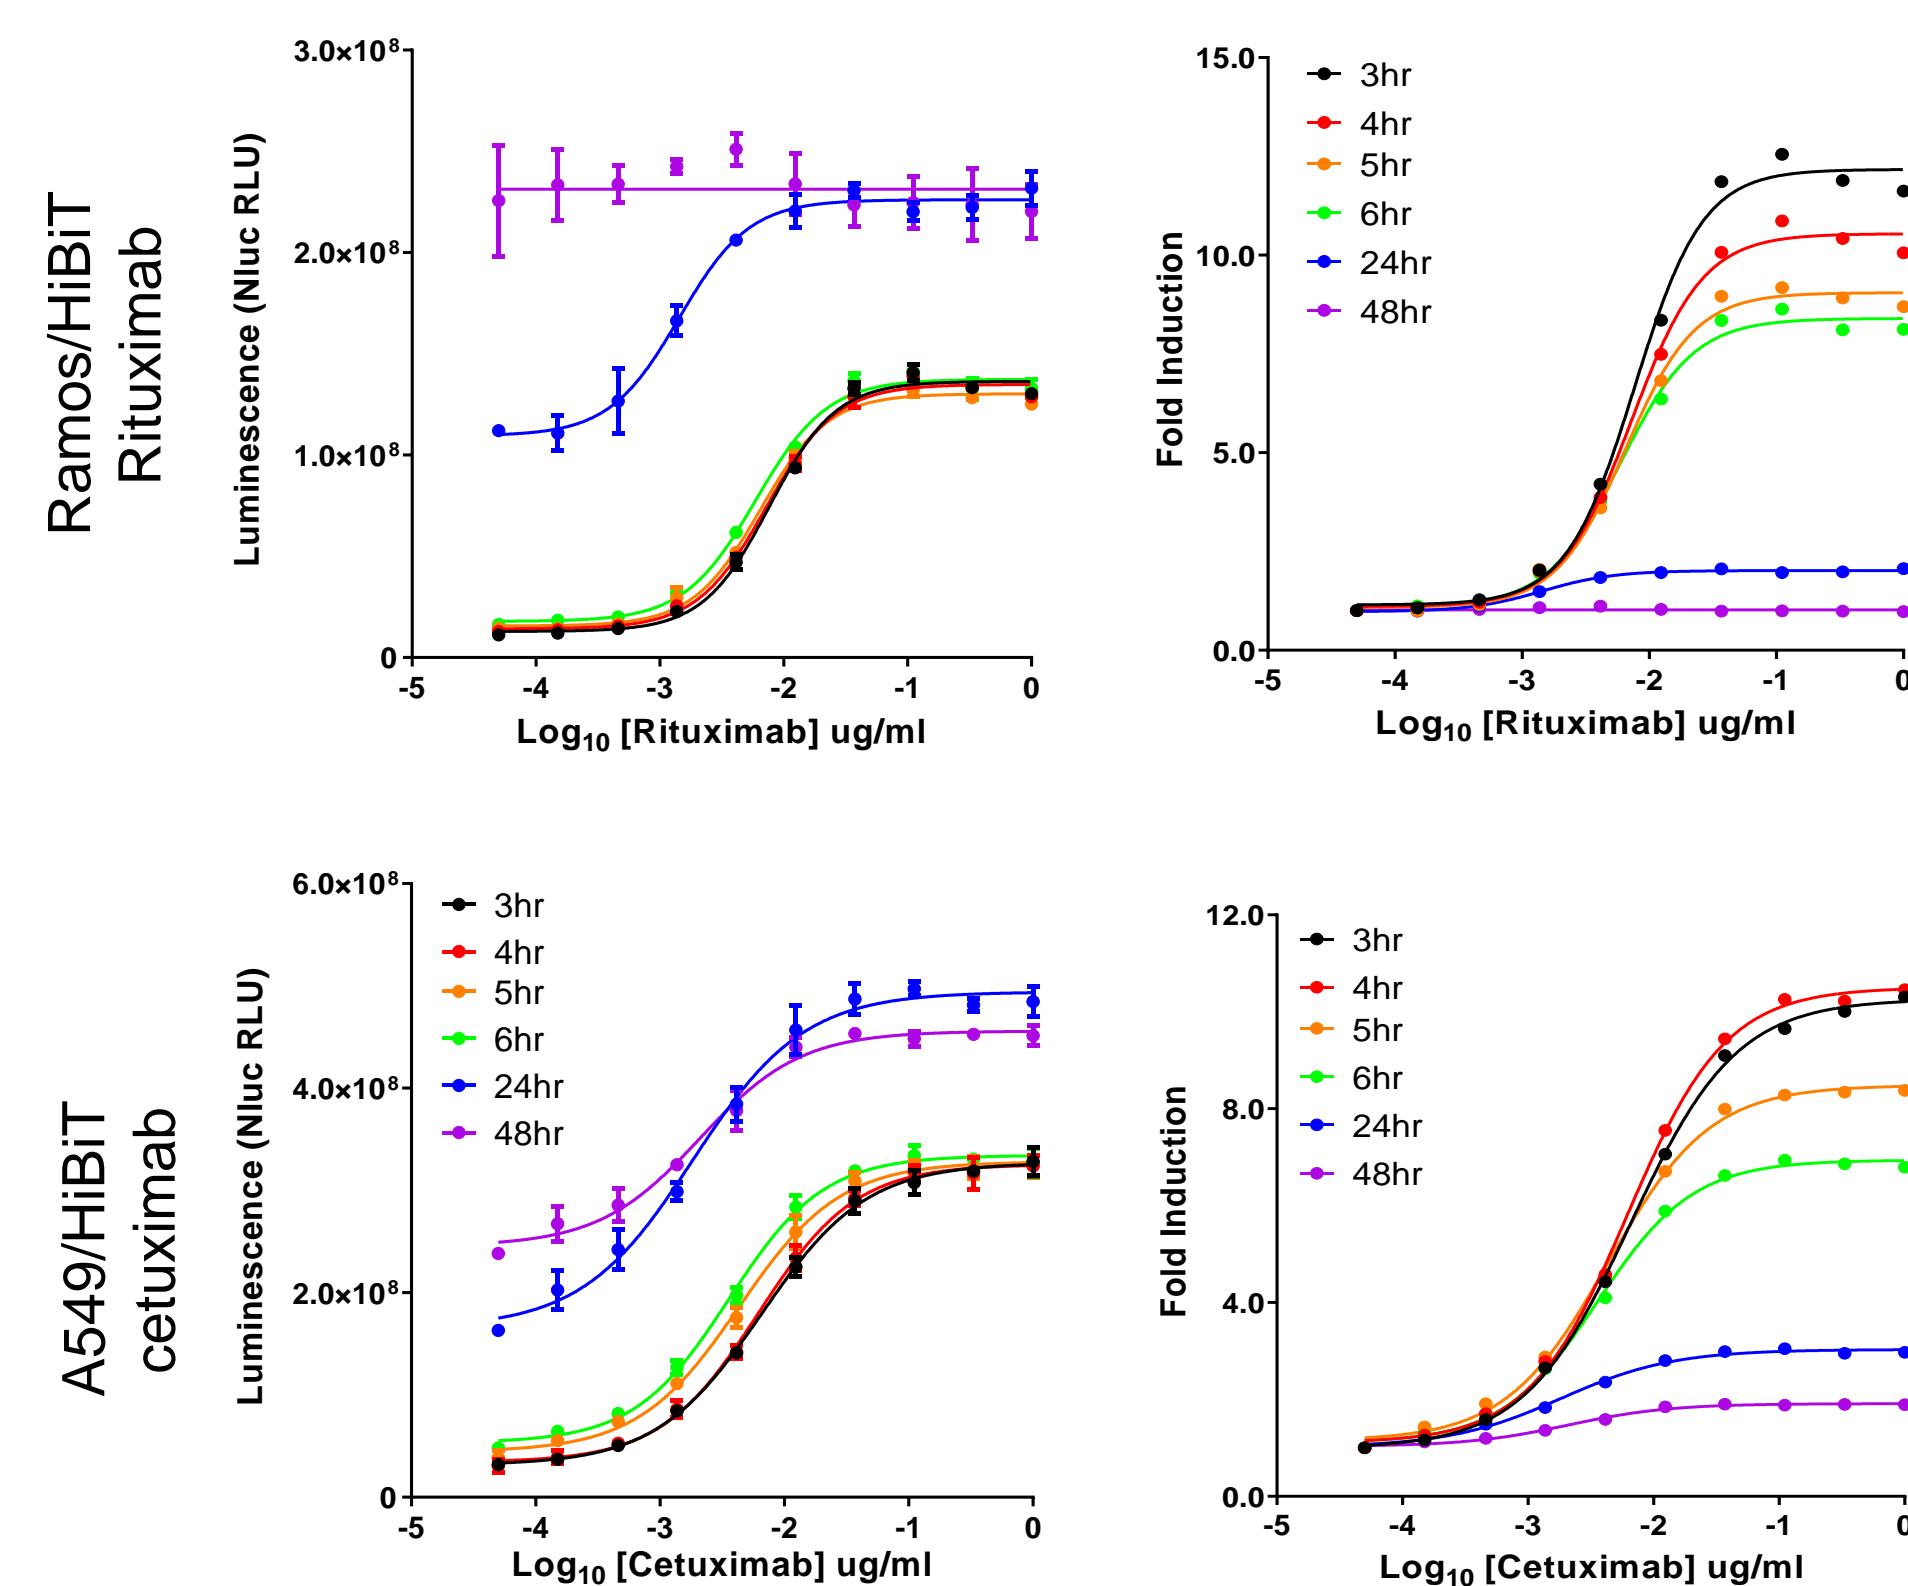 Ramos/HiBiT
Rituximab
Luminescence (Nluc RLU)
3.0×10⁸
2.0×10⁸
1.0×10⁸
0
-5 -4 -3 -2 -1 0
Log₁₀ [Rituximab] ug/ml
Fold Induction
15.0
10.0
5.0
0.0
3hr
4hr
5hr
6hr
24hr
48hr
-5 -4 -3 -2 -1 0
Log₁₀ [Rituximab] ug/ml
A549/HiBiT
cetuximab
Luminescence (Nluc RLU)
6.0×10⁸
4.0×10⁸
2.0×10⁸
0
3hr
4hr
5hr
6hr
24hr
48hr
-5 -4 -3 -2 -1 0
Log₁₀ [Cetuximab] ug/ml
Fold Induction
12.0
8.0
4.0
0.0
3hr
4hr
5hr
6hr
24hr
48hr
-5 -4 -3 -2 -1 0
Log₁₀ [Cetuximab] ug/ml